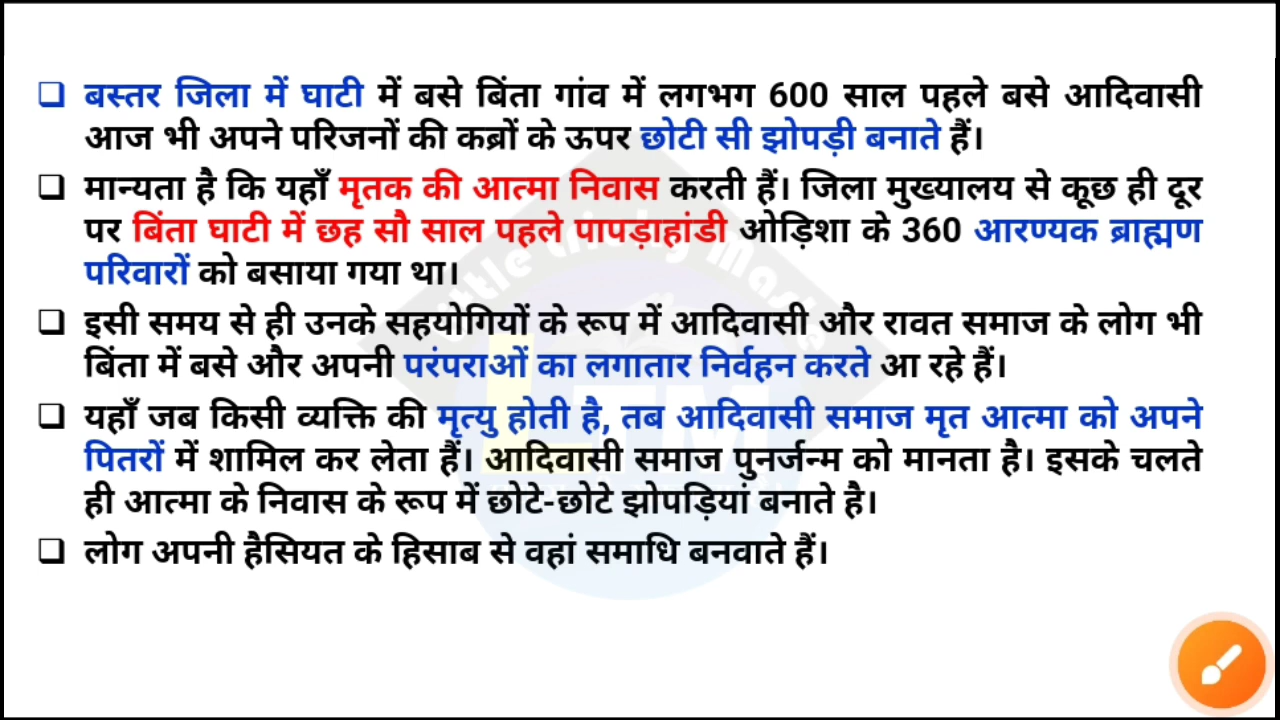 बस्तर जिला में घाटी में बसे बिंता गांव में लगभग 600 साल पहले बसे आदिवासी
आज भी अपने परिजनों की कब्रों के ऊपर छोटी सी झोपड़ी बनाते हैं।
मान्यता है कि यहाँ मृतक की आत्मा निवास करती हैं। जिला मुख्यालय से कूछ ही दूर
पर बिंता घाटी में छह सौ साल पहले पापड़ाहांडी ओड़िशा के 360 आरण्यक ब्राह्मण
परिवारों को बसाया गया था।
इसी समय से ही उनके सहयोगियों के रूप में आदिवासी और रावत समाज के लोग भी
बिंता में बसे और अपनी परंपराओं का लगातार निर्वहन करते आ रहे हैं।
यहाँ जब किसी व्यक्ति की मृत्यु होती है, तब आदिवासी समाज मृत आत्मा को अपने
पितरों में शामिल कर लेता हैं। आदिवासी समाज पुनर्जन्म को मानता है। इसके चलते
ही आत्मा के निवास के रूप में छोटे-छोटे झोपड़ियां बनाते है।
लोग अपनी हैसियत के हिसाब से वहां समाधि बनवाते हैं।